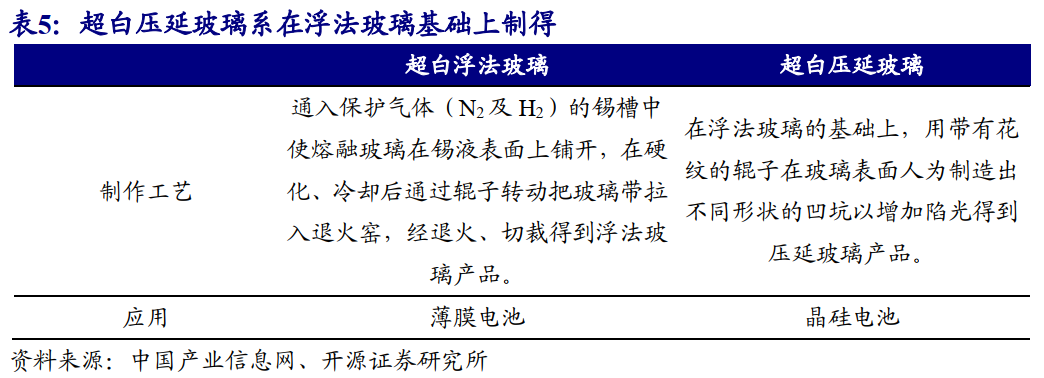 表5：超白压延玻璃系在浮法玻璃基础上制得
超白浮法玻璃 超白压延玻璃
制作工艺
通入保护气体（N2及H2）的锡槽中
使熔融玻璃在锡液表面上铺开，在硬
化、冷却后通过辊子转动把玻璃带拉
入退火窑，经退火、切裁得到浮法玻
璃产品。
在浮法玻璃的基础上，用带有花
纹的辊子在玻璃表面人为制造出
不同形状的凹坑以增加陷光得到
压延玻璃产品。
应用 薄膜电池 晶硅电池
资料来源：中国产业信息网、开源证券研究所